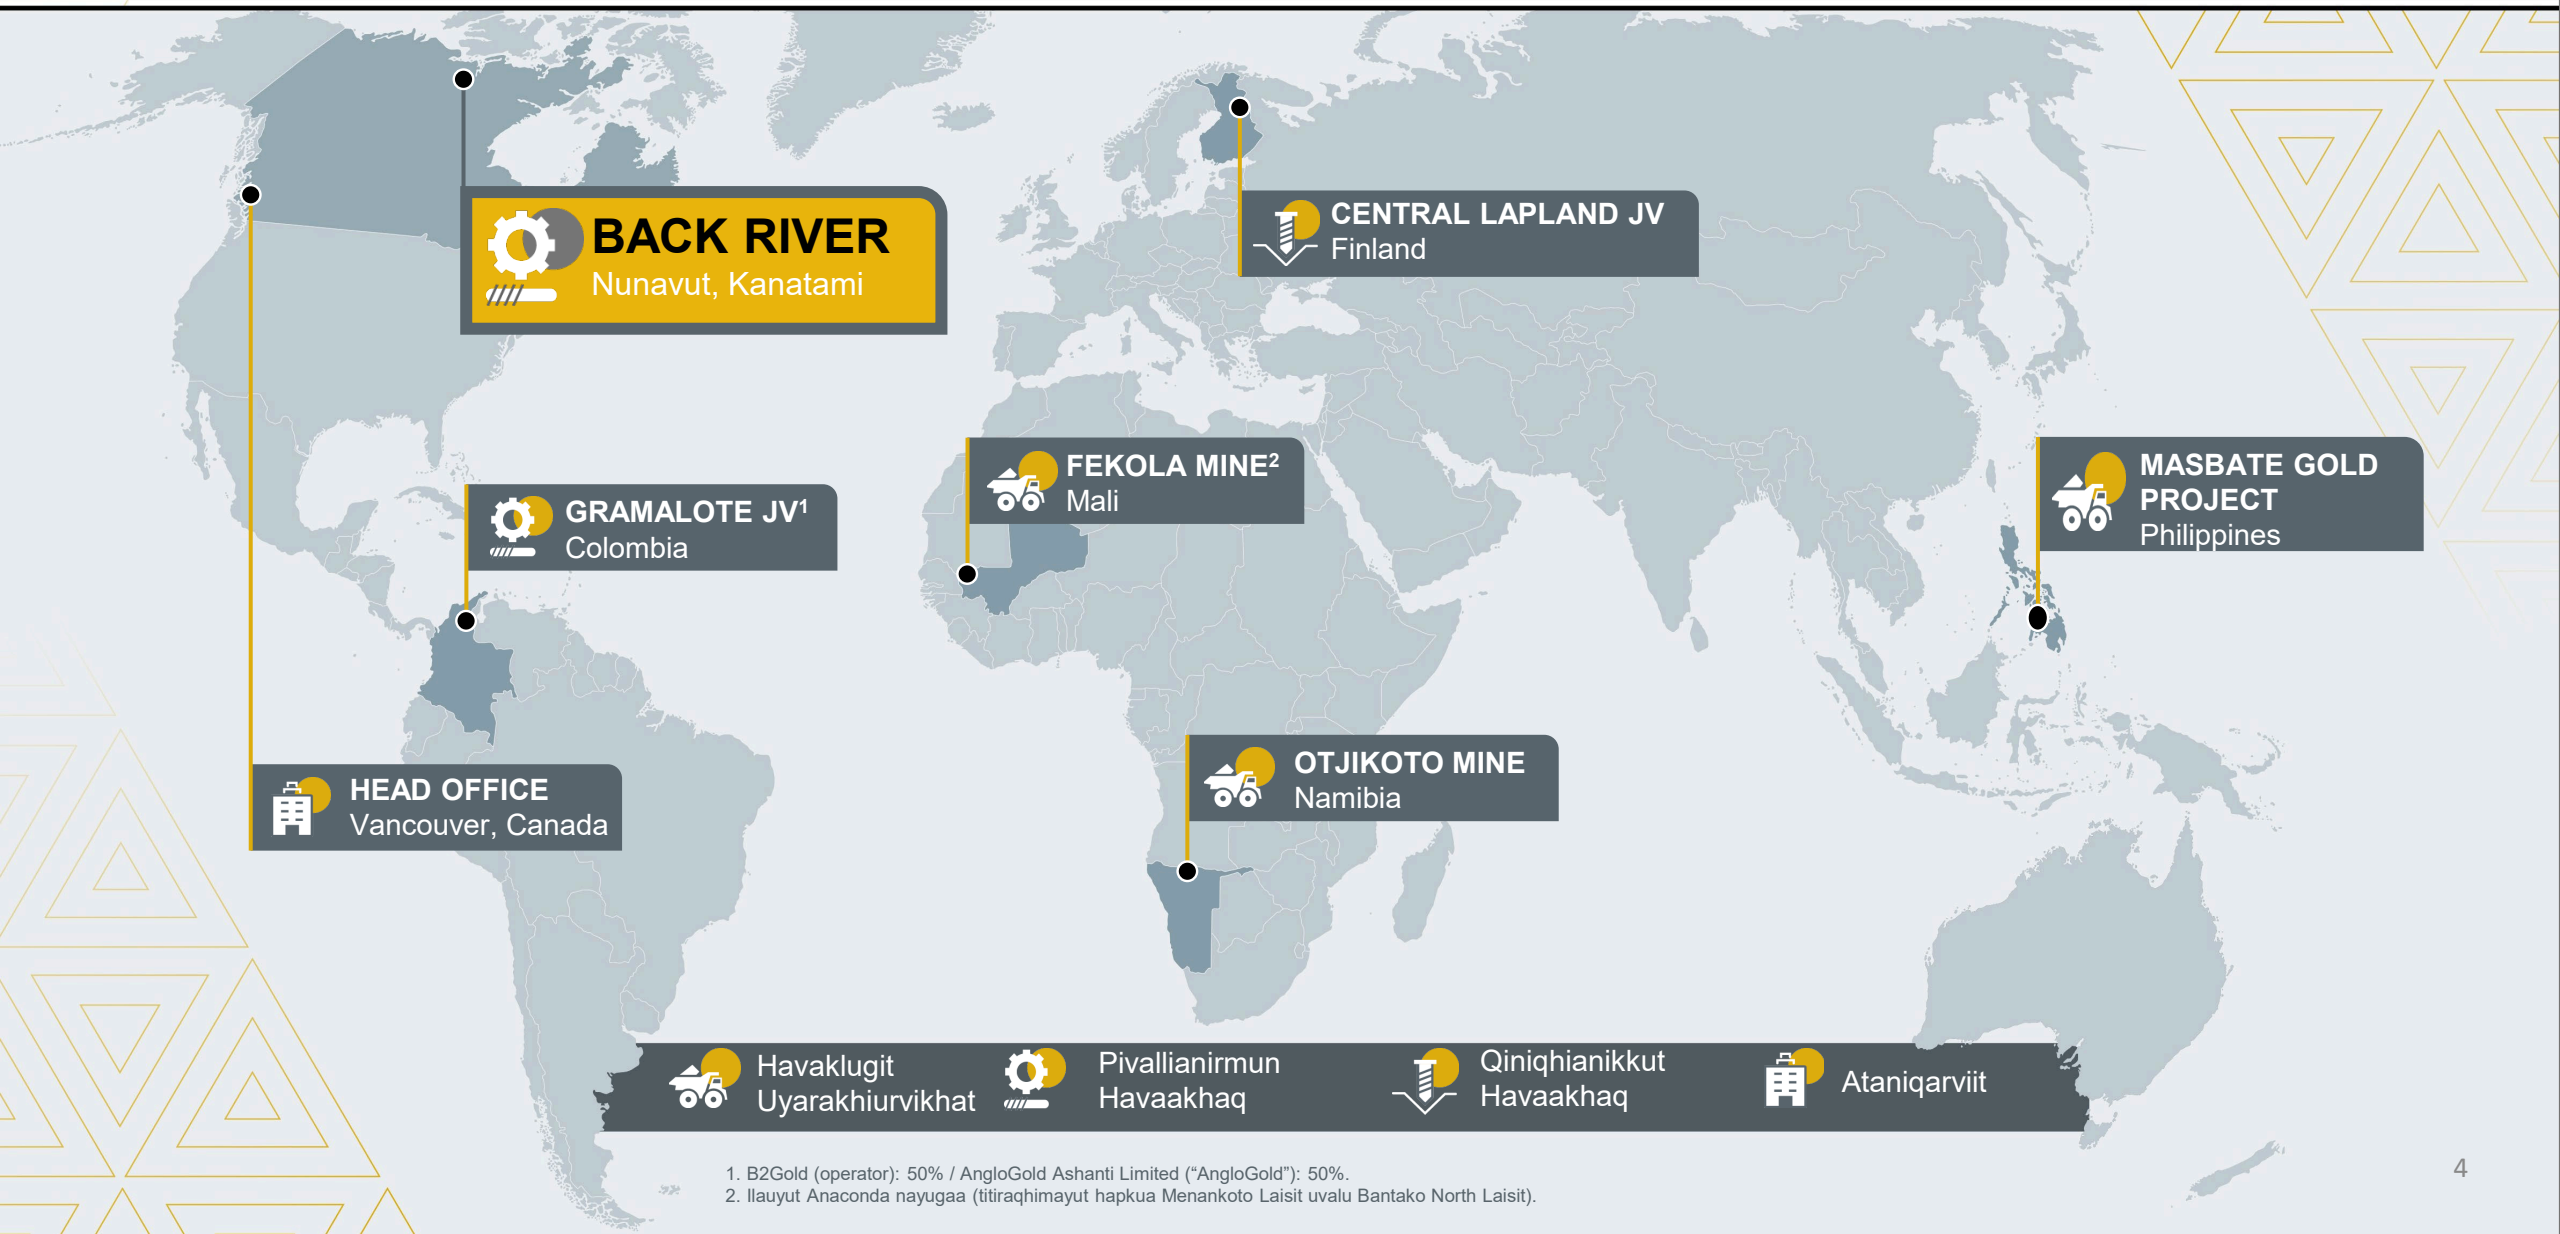 BACK RIVER
Nunavut, Kanatami
CENTRAL LAPLAND JV
Finland
FEKOLA MINE²
Mali
MASBATE GOLD
PROJECT
Philippines
GRAMALOTE JV¹
Colombia
HEAD OFFICE
Vancouver, Canada
OTJIKOTO MINE
Namibia
Havaklugit
Uyarakhiurvikhat
Pivallianirmun
Havaakhaq
Qiniqhianikkut
Havaakhaq
Ataniqarviit
1. B2Gold (operator): 50% / AngloGold Ashanti Limited (“AngloGold”): 50%.
2. Ilauyut Anaconda nayugaa (titiraqhimayut hapkua Menankoto Laisit uvalu Bantako North Laisit).
4